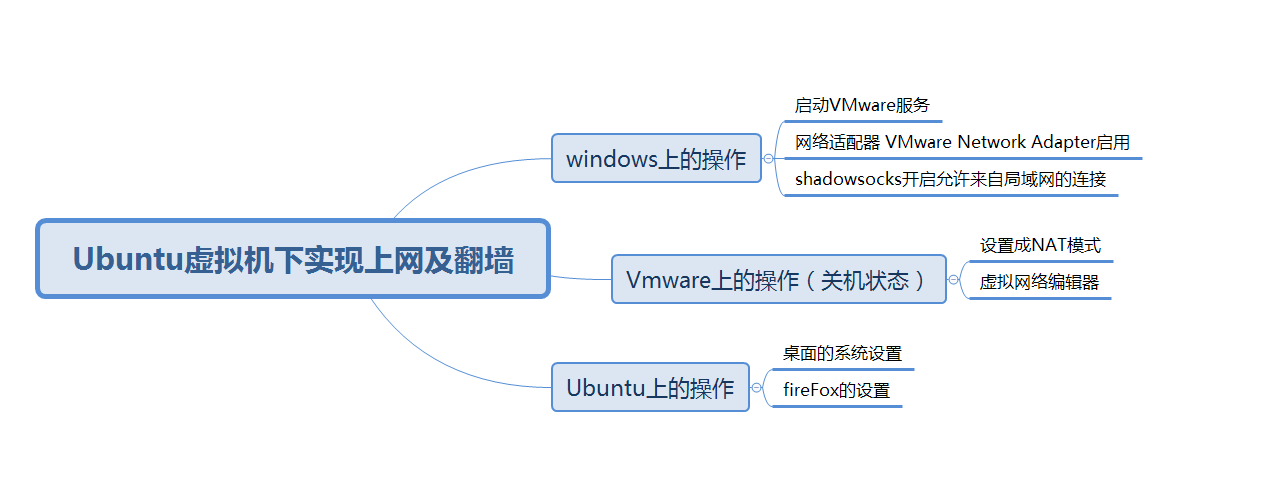 Ubuntu虚拟机下实现上网及翻墙
windows上的操作
启动VMware服务
网络适配器 VMware Network Adapter启用
shadowsocks开启允许来自局域网的连接
Vmware上的操作（关机状态）
设置成NAT模式
虚拟网络编辑器
Ubuntu上的操作
桌面的系统设置
fireFox的设置